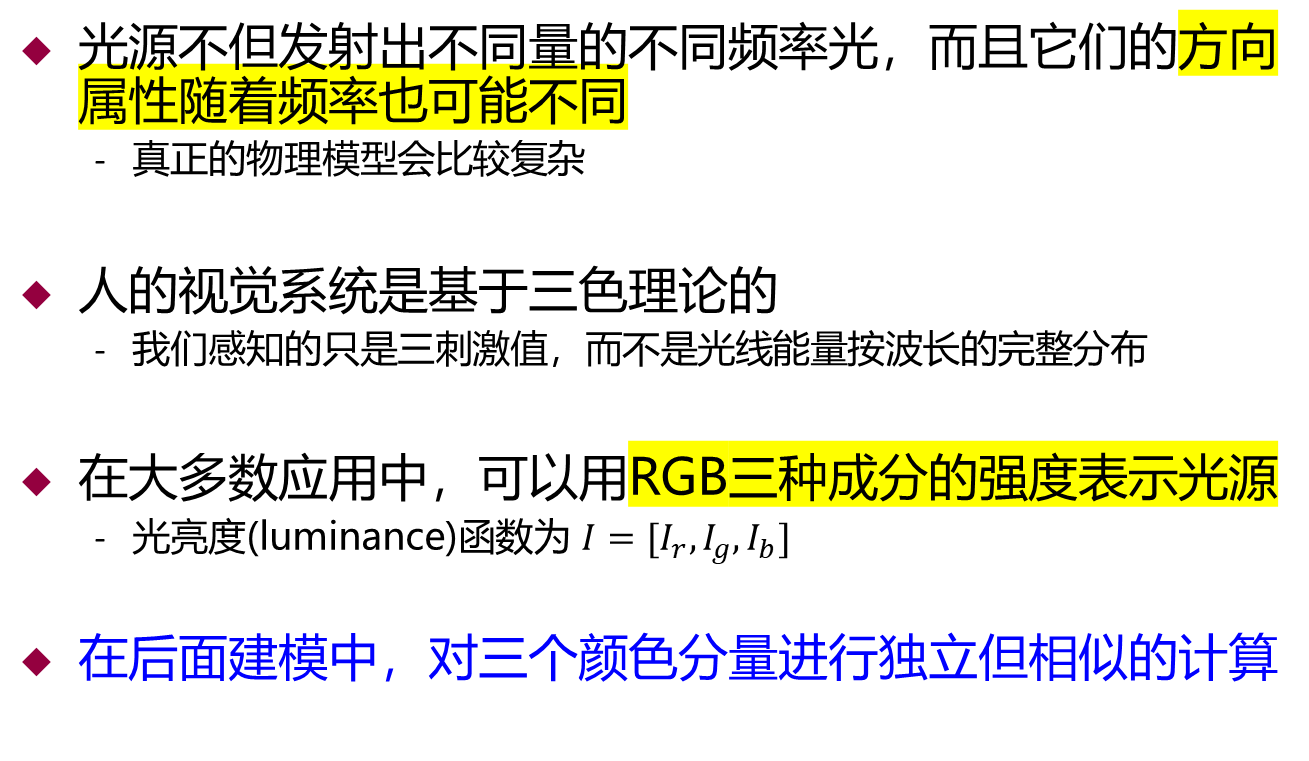 ◆ 光源不但发射出不同量的不同频率光，而且它们的方向
属性随着频率也可能不同
- 真正的物理模型会比较复杂
◆ 人的视觉系统是基于三色理论的
- 我们感知的只是三刺激值，而不是光线能量按波长的完整分布
◆ 在大多数应用中，可以用RGB三种成分的强度表示光源
- 光亮度(luminance)函数为 𝐼 = [𝐼𝑟, 𝐼𝑔, 𝐼𝑏]
◆ 在后面建模中，对三个颜色分量进行独立但相似的计算